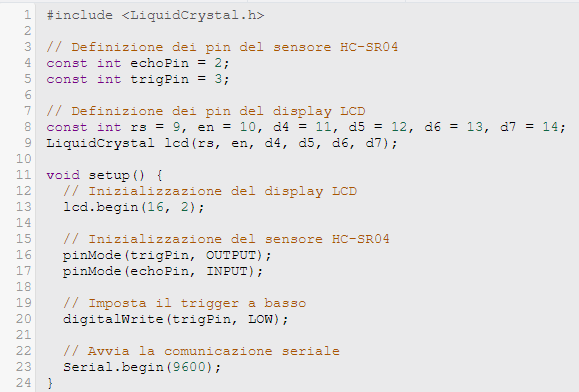 1 #include <LiquidCrystal.h>
2
3 // Definizione dei pin del sensore HC-SR04
4 const int echoPin = 2;
5 const int trigPin = 3;
6
7 // Definizione dei pin del display LCD
8 const int rs = 9, en = 10, d4 = 11, d5 = 12, d6 = 13, d7 = 14;
9 LiquidCrystal lcd(rs, en, d4, d5, d6, d7);
10
11 void setup() {
12   // Inizializzazione del display LCD
13   lcd.begin(16, 2);
14
15   // Inizializzazione del sensore HC-SR04
16   pinMode(trigPin, OUTPUT);
17   pinMode(echoPin, INPUT);
18
19   // Imposta il trigger a basso
20   digitalWrite(trigPin, LOW);
21
22   // Avvia la comunicazione seriale
23   Serial.begin(9600);
24 }